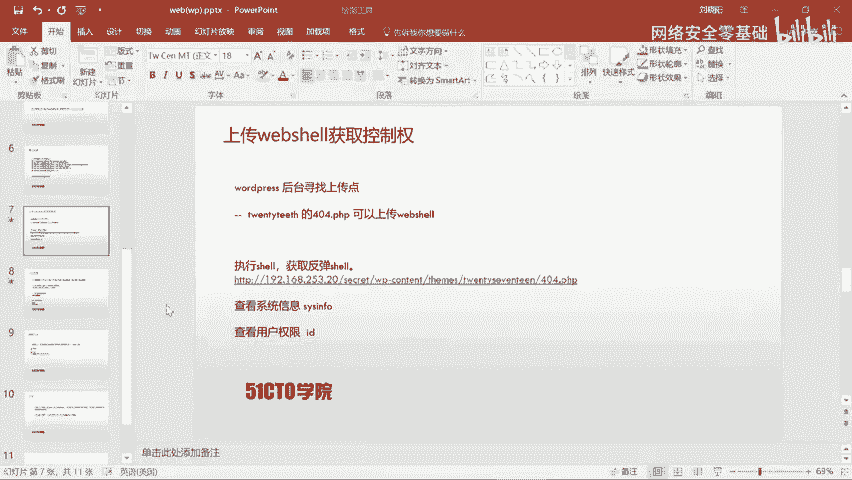 web(wp).pptx - PowerPoint
文件
开始
插入
设计
切换
动画
幻灯片放映
审阅
视图
加载项
格式
告诉我你想要做什么
网络安全零基础
bilibili
粘贴
剪切
复制
格式刷
剪贴板
新建
幻灯片
版式
重置
节
幻灯片
Tw Cen MT (正文
18
字体
文字方向
对齐文本
转换为 SmartArt
段落
排列
快速样式
形状填充
形状轮廓
形状效果
绘图
查找
替换
选择
编辑
6
7
8
9
10
11
上传webshell获取控制权
wordpress 后台寻找上传点
-- twentyteeth 的404.php 可以上传webshell
执行shell，获取反弹shell。
http://192.168.253.20/secret/wp-content/themes/twentyseventeen/404.php
查看系统信息 sysinfo
查看用户权限 id
51CTO学院
单击此处添加备注
幻灯片 第 7 张，共 11 张
英语(美国)
备注
69%